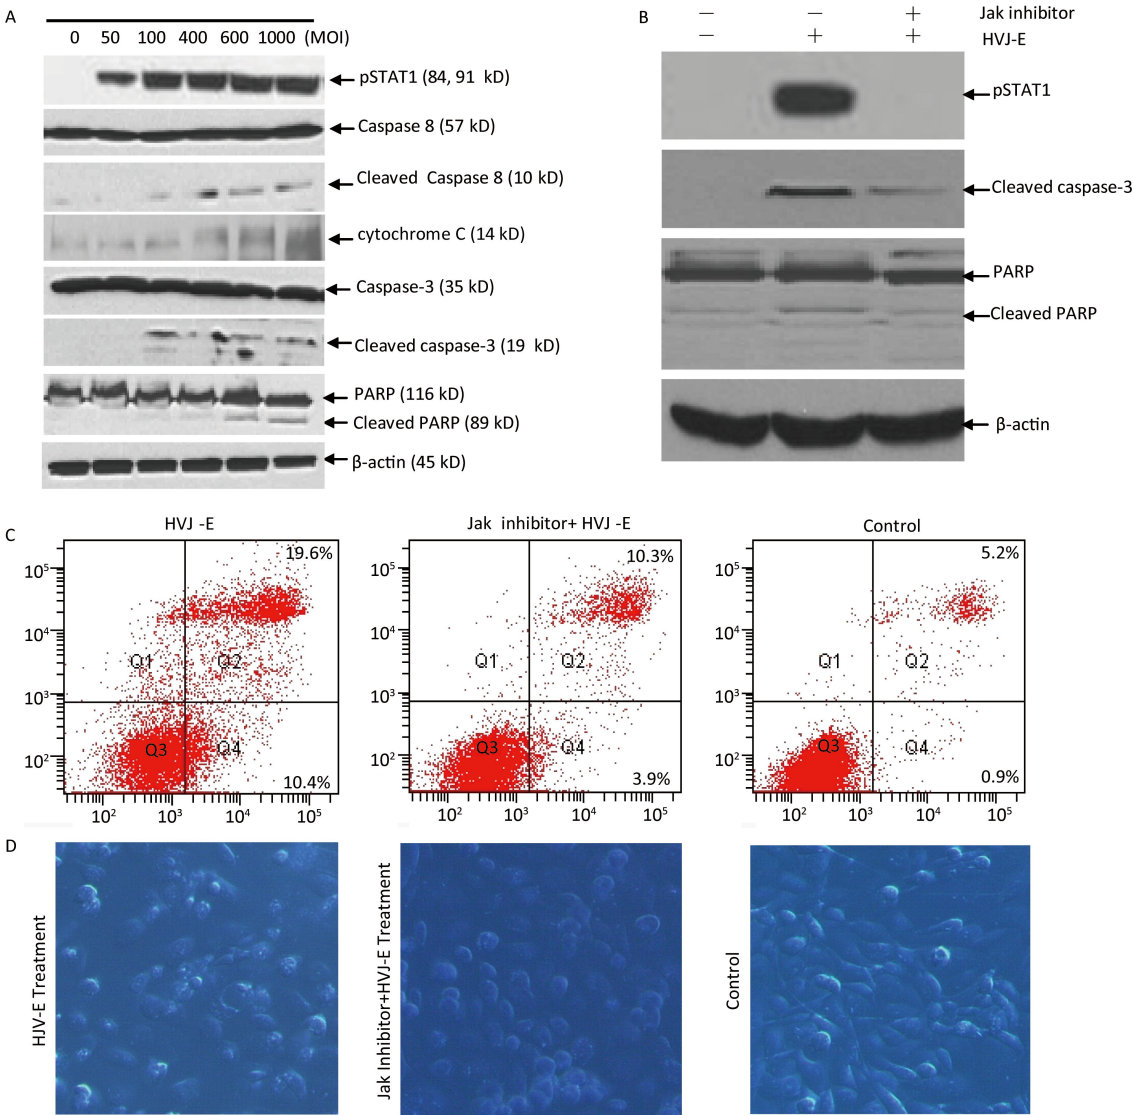 A
0 50 100 400 600 1000 (MOI)
pSTAT1 (84, 91 kD)
Caspase 8 (57 kD)
Cleaved Caspase 8 (10 kD)
cytochrome C (14 kD)
Caspase-3 (35 kD)
Cleaved caspase-3 (19 kD)
PARP (116 kD)
Cleaved PARP (89 kD)
β-actin (45 kD)
B
− − + Jak inhibitor
− + + HVJ-E
pSTAT1
Cleaved caspase-3
PARP
Cleaved PARP
β-actin
C
HVJ -E
19.6%
10⁵
10⁴
Q1 Q2
10³
Q3 Q4
10²
10.4%
10² 10³ 10⁴ 10⁵
Jak inhibitor+ HVJ -E
10.3%
10⁵
10⁴
Q1 Q2
10³
Q3 Q4
10²
3.9%
10² 10³ 10⁴ 10⁵
Control
5.2%
10⁵
10⁴
Q1 Q2
10³
Q3 Q4
10²
0.9%
10² 10³ 10⁴ 10⁵
D
HJV-E Treatment
Jak Inhibitor+HVJ-E Treatment
Control